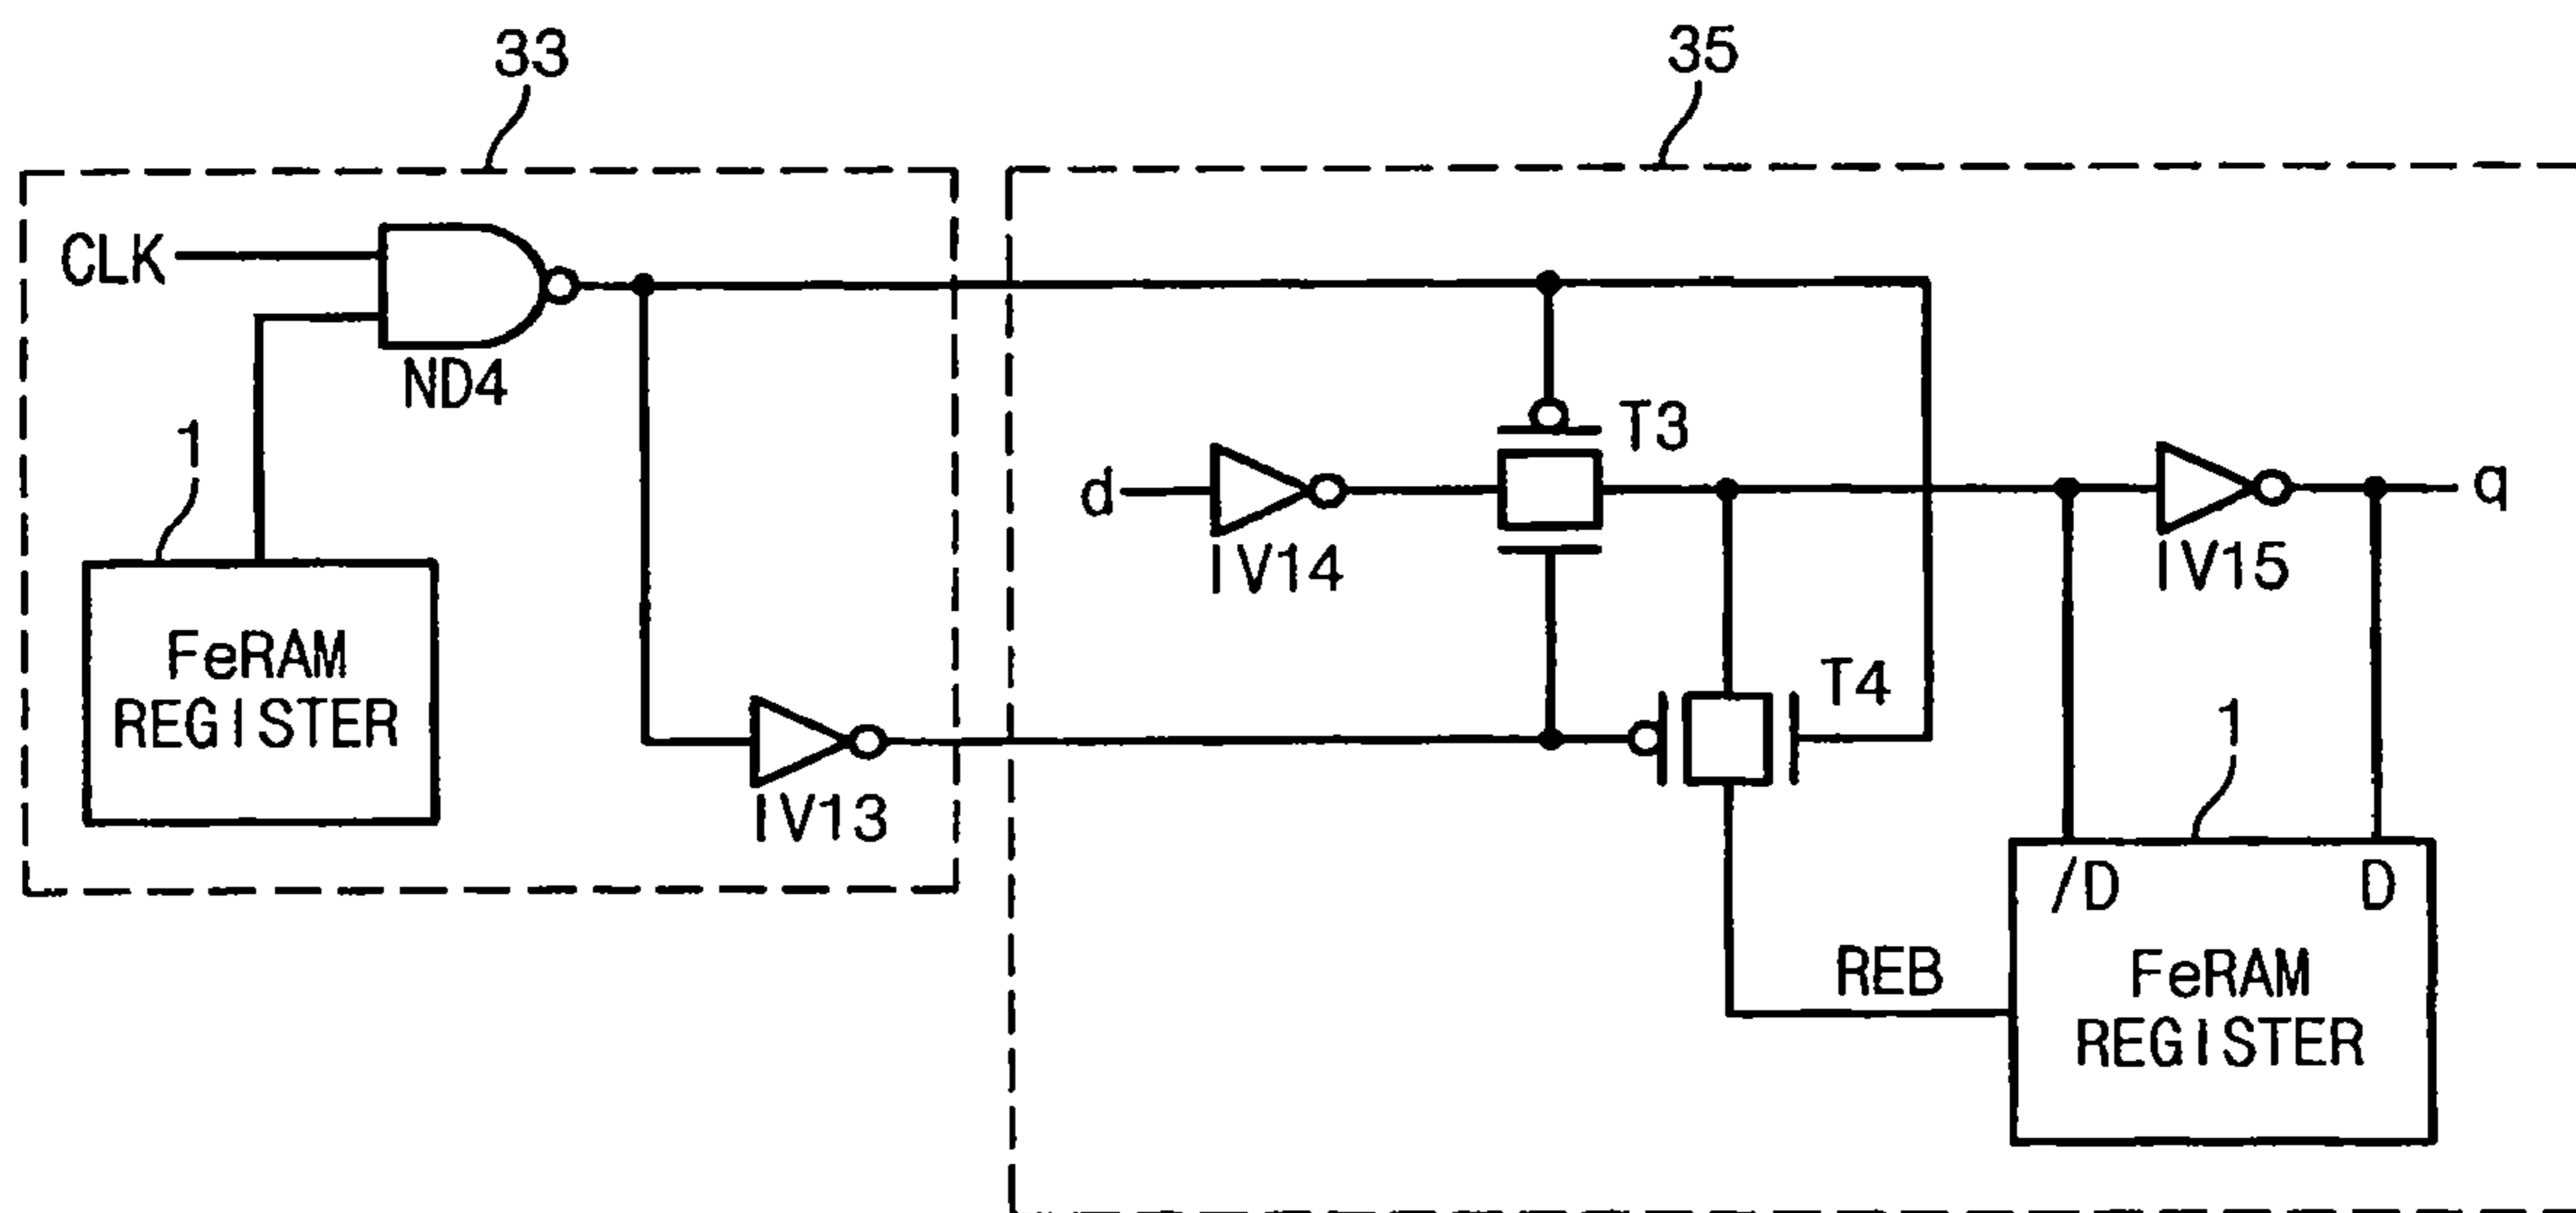 33
35
CLK
ND4
1
FeRAM
REGISTER
IV13
d
IV14
T3
T4
IV15
q
1
/D
D
REB
FeRAM
REGISTER